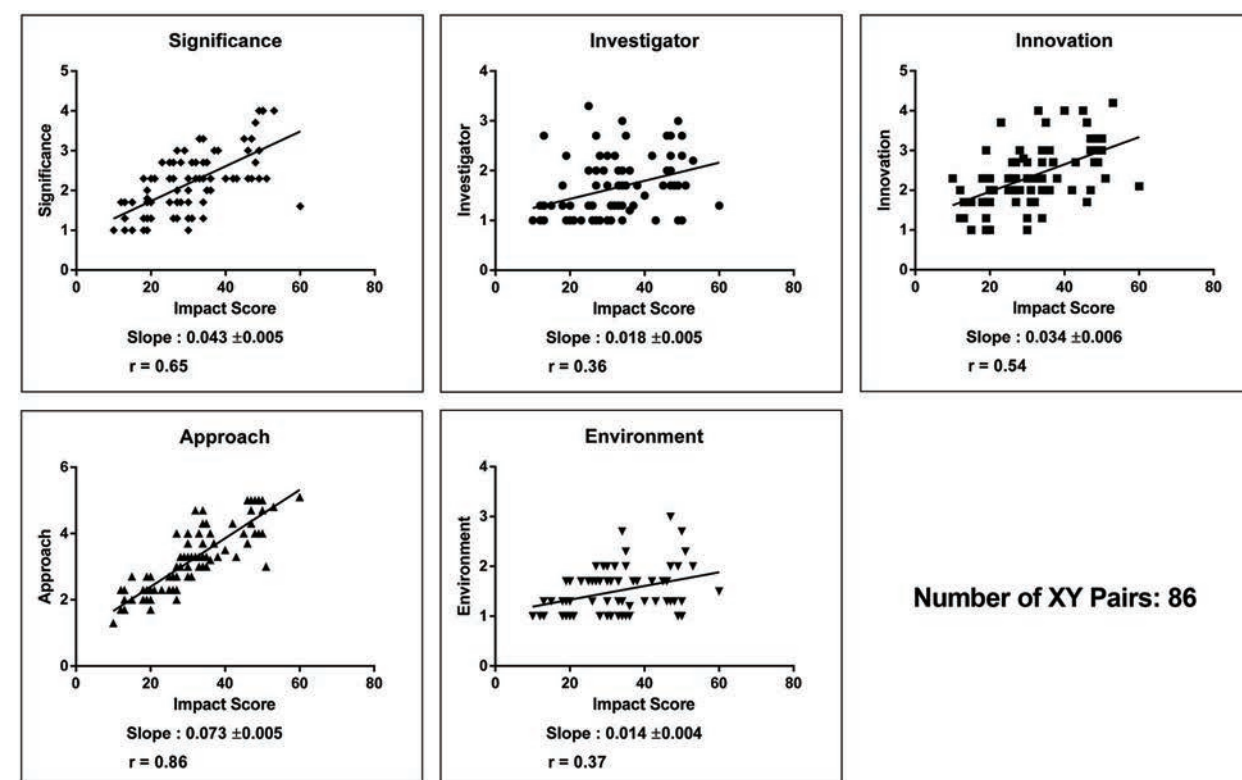 Significance
5
4
3
2
1
0
Significance
0 20 40 60 80
Impact Score
Slope : 0.043 ±0.005
r = 0.65
Investigator
4
3
2
1
0
Investigator
0 20 40 60 80
Impact Score
Slope : 0.018 ±0.005
r = 0.36
Innovation
5
4
3
2
1
0
Innovation
0 20 40 60 80
Impact Score
Slope : 0.034 ±0.006
r = 0.54
Approach
6
4
2
0
Approach
0 20 40 60 80
Impact Score
Slope : 0.073 ±0.005
r = 0.86
Environment
4
3
2
1
0
Environment
0 20 40 60 80
Impact Score
Slope : 0.014 ±0.004
r = 0.37
Number of XY Pairs: 86